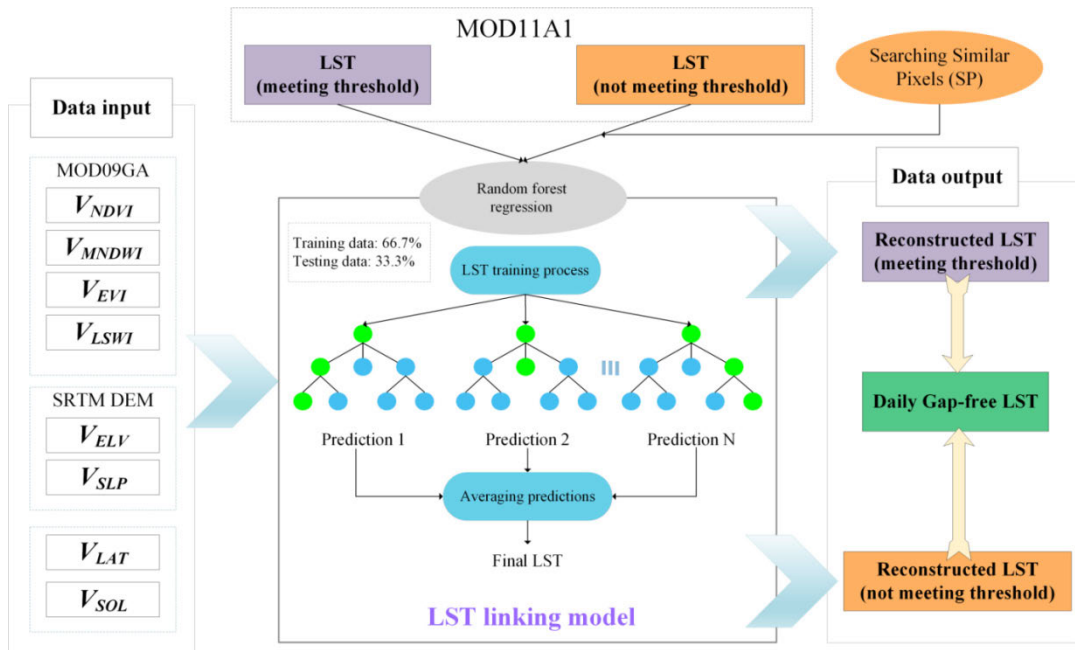 MOD11A1
LST
(meeting threshold)
LST
(not meeting threshold)
Searching Similar
Pixels (SP)
Data input
MOD09GA
V_NDVI
V_MNDWI
V_EVI
V_LSWI
SRTM DEM
V_ELV
V_SLP
V_LAT
V_SOL
Random forest
regression
Training data: 66.7%
Testing data: 33.3%
LST training process
Prediction 1
Prediction 2
Prediction N
Averaging predictions
Final LST
LST linking model
Data output
Reconstructed LST
(meeting threshold)
Daily Gap-free LST
Reconstructed LST
(not meeting threshold)